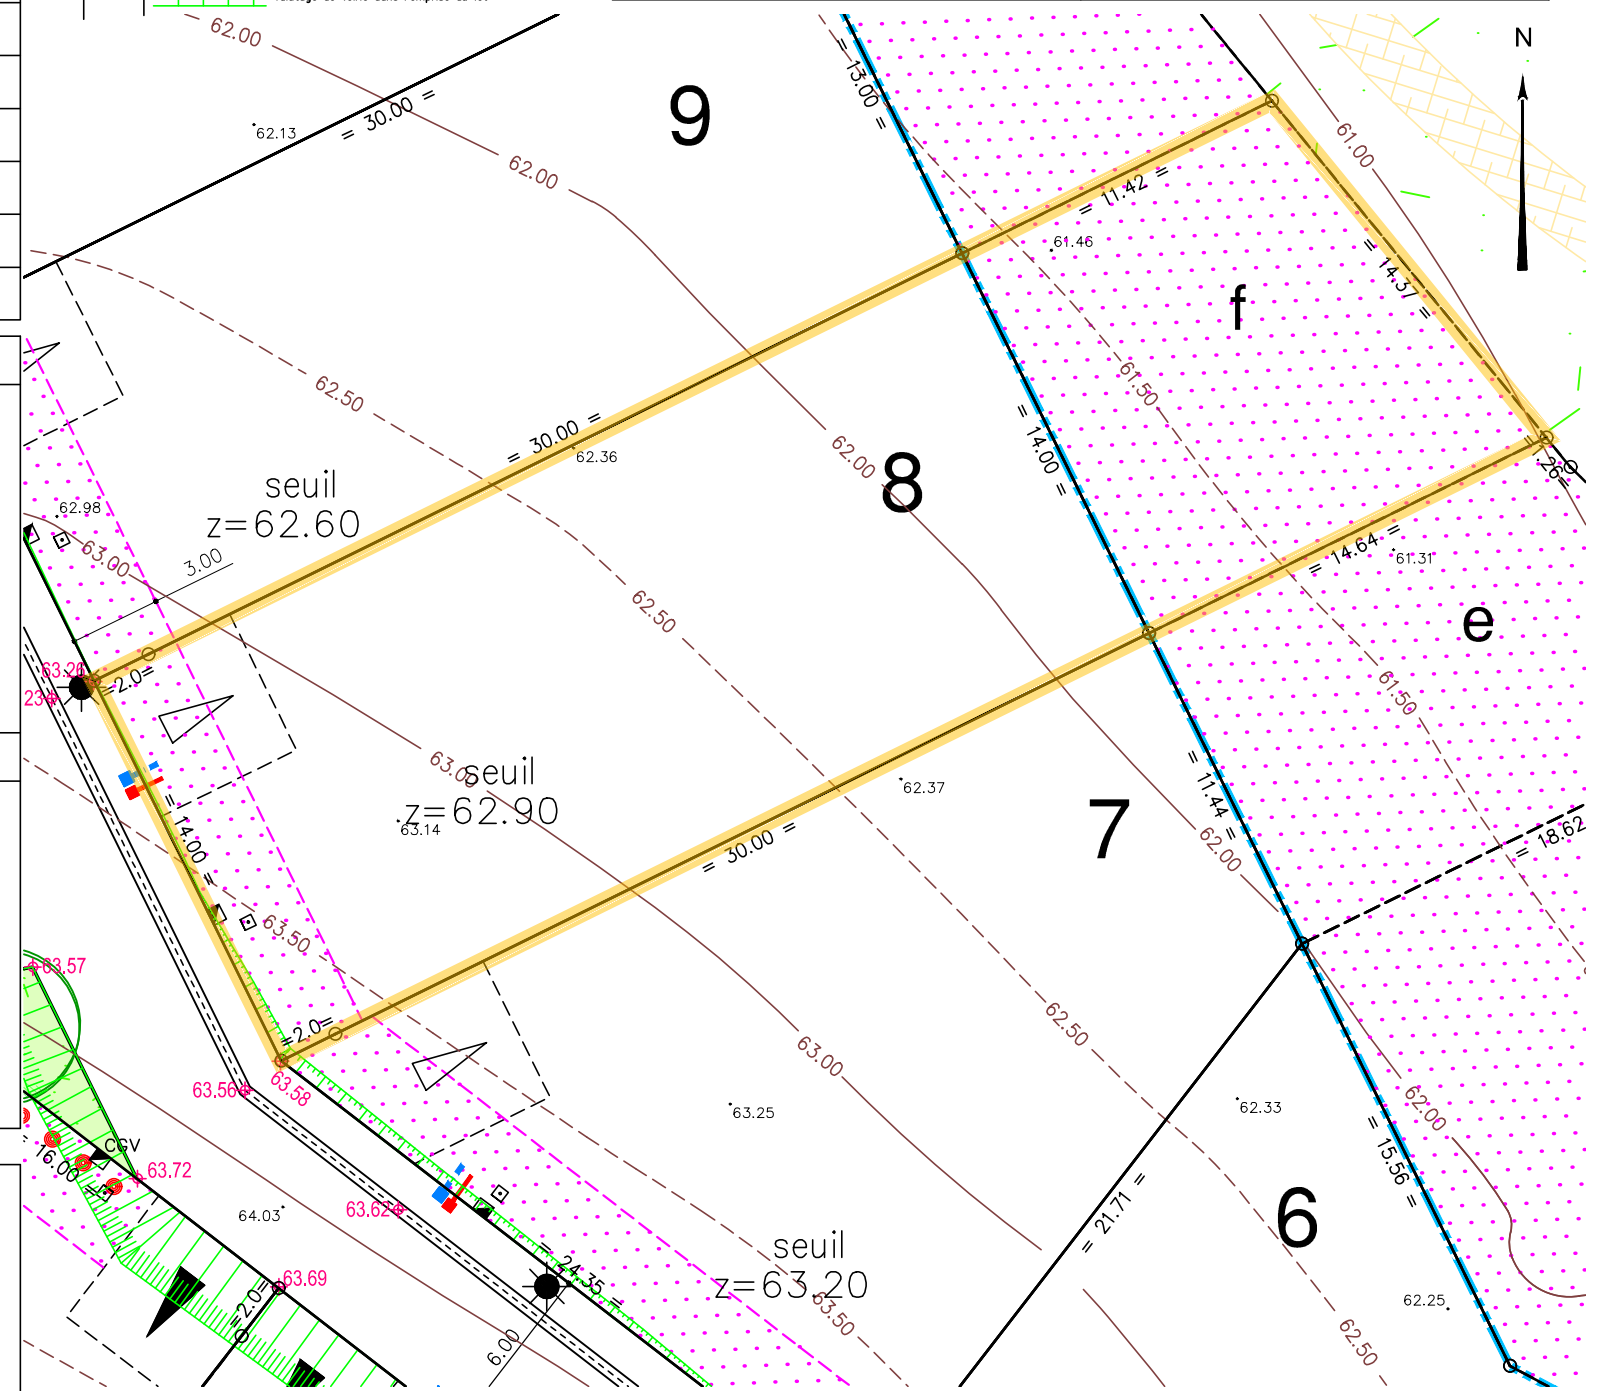 62.00
= 30.00 =
62.13
9
= 13.00 =
N
61.00
62.00
= 11.42 =
61.46
f
= 14.37 =
62.50
= 30.00 =
62.36
61.50
62.00
8
= 14.00 =
1.26=
seuil
z=62.60
62.98
63.00
3.00
= 14.64 =
61.31
62.50
e
63.26
=2.0=
23
61.50
63.00
seuil
z=62.90
63.14
62.37
= 11.44 =
= 14.00 =
= 30.00 =
7
62.00
= 18.62
63.50
63.57
=2.0=
62.50
63.00
63.56
63.58
63.25
62.33
62.00
CGV
= 16.00 =
63.72
= 15.56 =
64.03
63.62
= 21.71 =
6
seuil
z=63.20
= 24.35 =
63.69
=2.0=
63.50
62.25
62.50
6.00